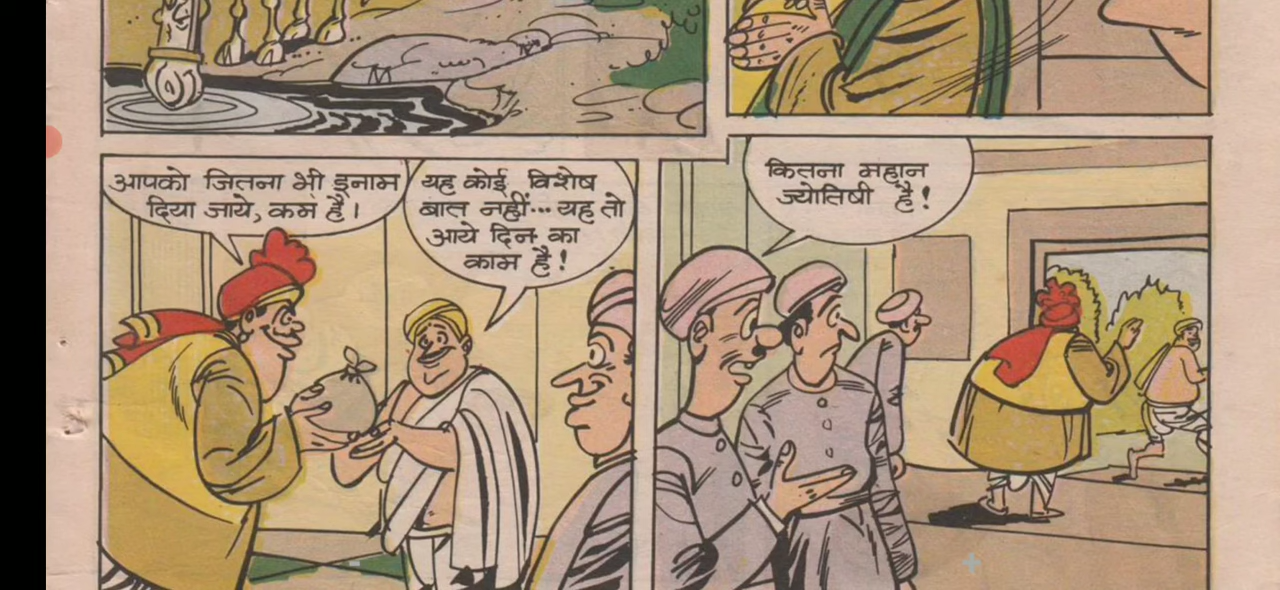 आपको जितना भी इनाम
दिया जाये, कम है।
यह कोई विशेष
बात नहीं... यह तो
आये दिन का
काम है!
कितना महान
ज्योतिषी है!